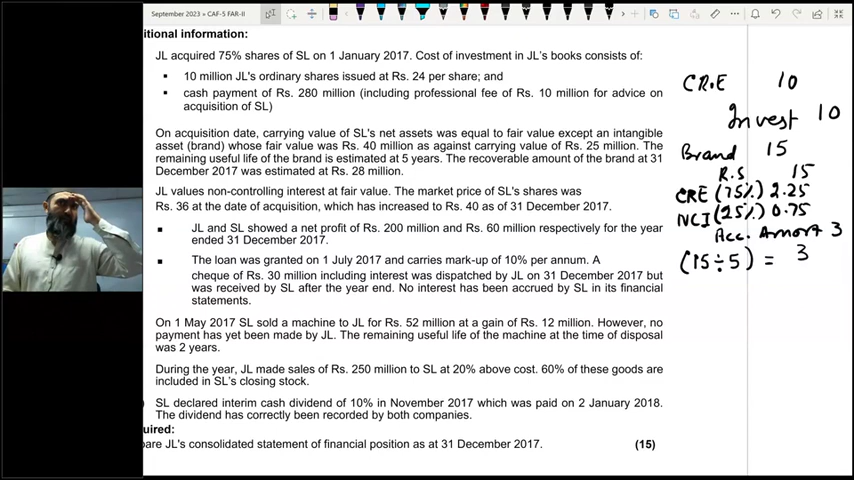 September 2023 » CAF-5 FAR-II
itional information:
JL acquired 75% shares of SL on 1 January 2017. Cost of investment in JL's books consists of:
▪ 10 million JL's ordinary shares issued at Rs. 24 per share; and
▪ cash payment of Rs. 280 million (including professional fee of Rs. 10 million for advice on
acquisition of SL)
On acquisition date, carrying value of SL's net assets was equal to fair value except an intangible
asset (brand) whose fair value was Rs. 40 million as against carrying value of Rs. 25 million. The
remaining useful life of the brand is estimated at 5 years. The recoverable amount of the brand at 31
December 2017 was estimated at Rs. 28 million.
JL values non-controlling interest at fair value. The market price of SL's shares was
Rs. 36 at the date of acquisition, which has increased to Rs. 40 as of 31 December 2017.
▪ JL and SL showed a net profit of Rs. 200 million and Rs. 60 million respectively for the year
ended 31 December 2017.
▪ The loan was granted on 1 July 2017 and carries mark-up of 10% per annum. A
cheque of Rs. 30 million including interest was dispatched by JL on 31 December 2017 but
was received by SL after the year end. No interest has been accrued by SL in its financial
statements.
On 1 May 2017 SL sold a machine to JL for Rs. 52 million at a gain of Rs. 12 million. However, no
payment has yet been made by JL. The remaining useful life of the machine at the time of disposal
was 2 years.
During the year, JL made sales of Rs. 250 million to SL at 20% above cost. 60% of these goods are
included in SL's closing stock.
) SL declared interim cash dividend of 10% in November 2017 which was paid on 2 January 2018.
The dividend has correctly been recorded by both companies.
quired:
pare JL's consolidated statement of financial position as at 31 December 2017. (15)
CR.E 10
Invest 10
Brand 15
R.S 15
CRE (75%) 2.25
NCI (25%) 0.75
Acc. Amort 3
(15÷5) = 3